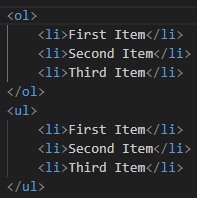 <ol>
    <li>First Item</li>
    <li>Second Item</li>
    <li>Third Item</li>
</ol>
<ul>
    <li>First Item</li>
    <li>Second Item</li>
    <li>Third Item</li>
</ul>